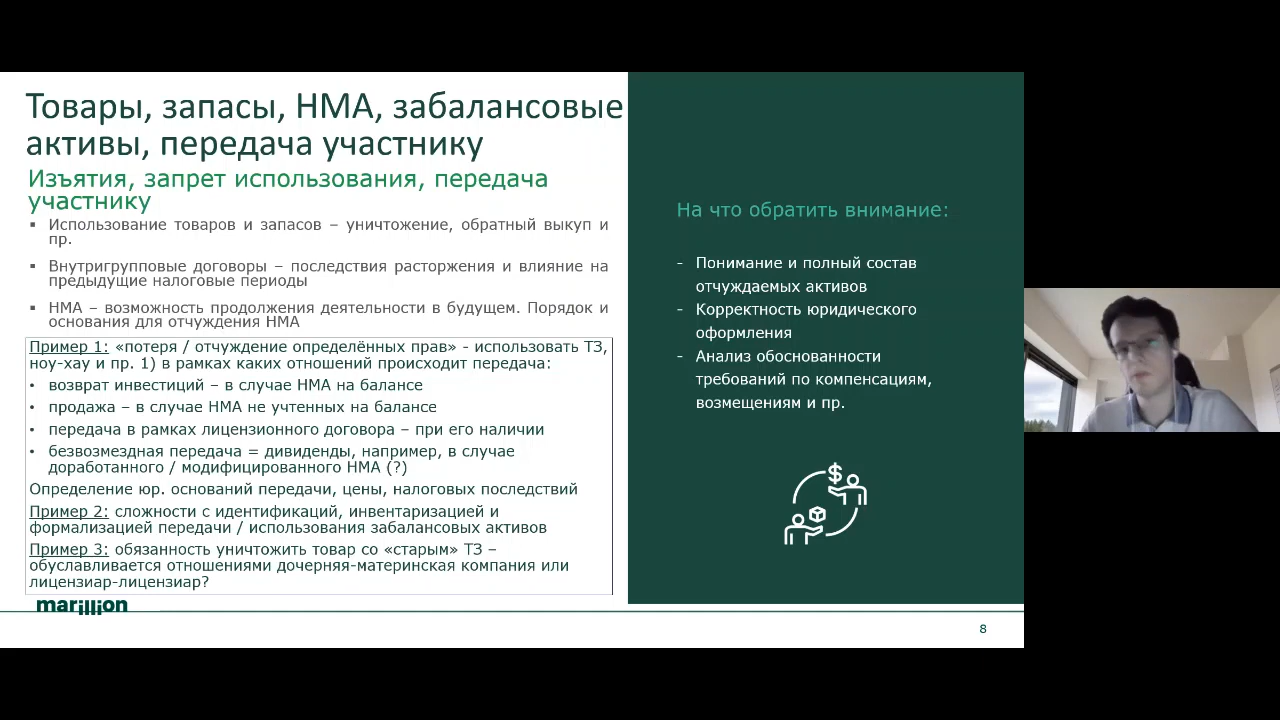 Товары, запасы, НМА, забалансовые
активы, передача участнику
Изъятия, запрет использования, передача
участнику
▪ Использование товаров и запасов – уничтожение, обратный выкуп и
пр.
▪ Внутригрупповые договоры – последствия расторжения и влияние на
предыдущие налоговые периоды
▪ НМА – возможность продолжения деятельности в будущем. Порядок и
основания для отчуждения НМА
Пример 1: «потеря / отчуждение определённых прав» - использовать ТЗ,
ноу-хау и пр. 1) в рамках каких отношений происходит передача:
• возврат инвестиций – в случае НМА на балансе
• продажа – в случае НМА не учтенных на балансе
• передача в рамках лицензионного договора – при его наличии
• безвозмездная передача = дивиденды, например, в случае
доработанного / модифицированного НМА (?)
Определение юр. оснований передачи, цены, налоговых последствий
Пример 2: сложности с идентификаций, инвентаризацией и
формализацией передачи / использования забалансовых активов
Пример 3: обязанность уничтожить товар со «старым» ТЗ –
обуславливается отношениями дочерняя-материнская компания или
лицензиар-лицензиар?
marillion
На что обратить внимание:
- Понимание и полный состав
отчуждаемых активов
- Корректность юридического
оформления
- Анализ обоснованности
требований по компенсациям,
возмещениям и пр.
$
8